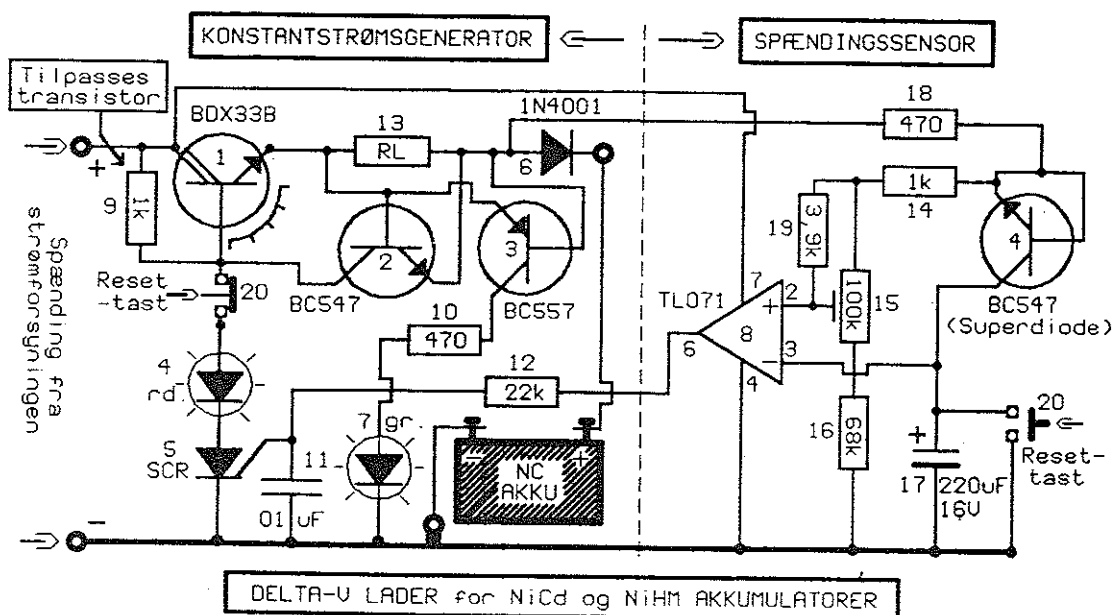 KONSTANTSTRØMSGENERATOR
SPÆNDINGSSENSOR
Tilpasses
transistor
BDX33B
1N4001
18
470
13
RL
1
6
+
9
1k
1k
14
3,9k
19
2
3
4
20
BC547
BC557
BC547
(Superdiode)
Reset
-tast
TL071
7
2
+
100k
15
8
6
3
−
4
10
470
12
22k
Spænding fra
strømforsyningen
4
rd.
7 gr.
5
SCR
11
01 uF
−
+
NC
AKKU
16
68k
+
17
220uF
16V
20
Reset-
tast
−
DELTA-V LADER for NiCd og NiHM AKKUMULATORER